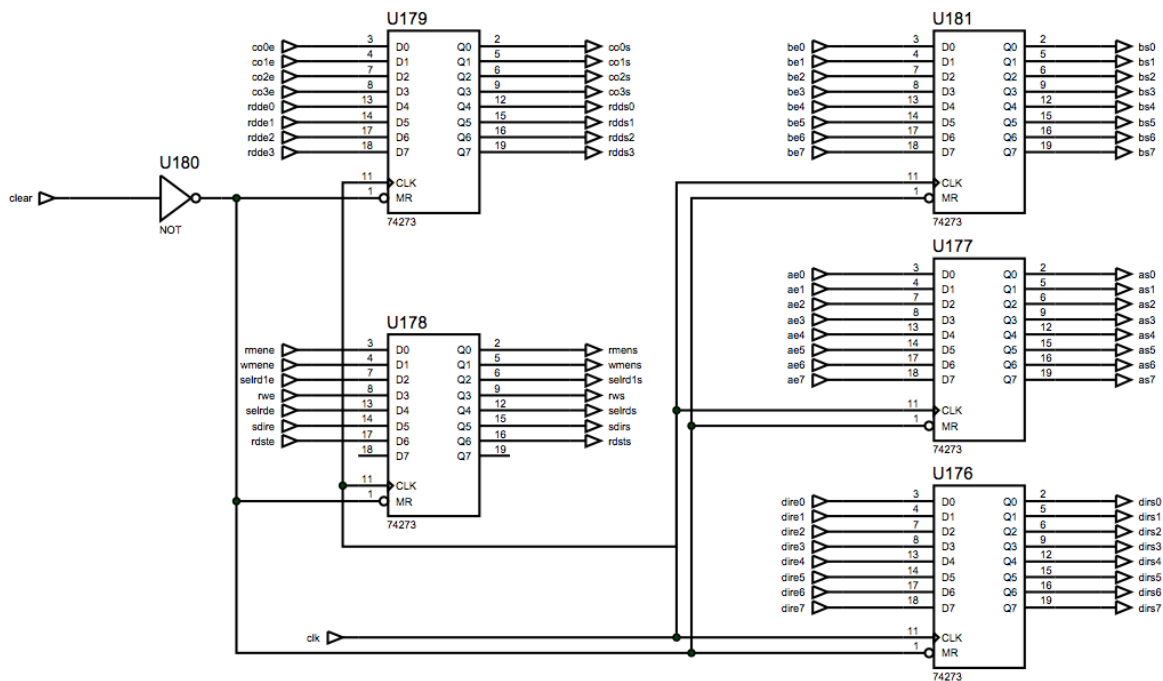 U179
co0e 3 D0 Q0 2 co0s
co1e 4 D1 Q1 5 co1s
co2e 7 D2 Q2 6 co2s
co3e 8 D3 Q3 9 co3s
rdde0 13 D4 Q4 12 rdds0
rdde1 14 D5 Q5 15 rdds1
rdde2 17 D6 Q6 16 rdds2
rdde3 18 D7 Q7 19 rdds3
11 CLK
1 MR
74273
U180
clear
NOT
U178
rmene 3 D0 Q0 2 rmens
wmene 4 D1 Q1 5 wmens
selrd1e 7 D2 Q2 6 selrd1s
rwe 8 D3 Q3 9 rws
selrde 13 D4 Q4 12 selrds
sdire 14 D5 Q5 15 sdirs
rdste 17 D6 Q6 16 rdsts
18 D7 Q7 19
11 CLK
1 MR
74273
clk
U181
be0 3 D0 Q0 2 bs0
be1 4 D1 Q1 5 bs1
be2 7 D2 Q2 6 bs2
be3 8 D3 Q3 9 bs3
be4 13 D4 Q4 12 bs4
be5 14 D5 Q5 15 bs5
be6 17 D6 Q6 16 bs6
be7 18 D7 Q7 19 bs7
11 CLK
1 MR
74273
U177
ae0 3 D0 Q0 2 as0
ae1 4 D1 Q1 5 as1
ae2 7 D2 Q2 6 as2
ae3 8 D3 Q3 9 as3
ae4 13 D4 Q4 12 as4
ae5 14 D5 Q5 15 as5
ae6 17 D6 Q6 16 as6
ae7 18 D7 Q7 19 as7
11 CLK
1 MR
74273
U176
dire0 3 D0 Q0 2 dirs0
dire1 4 D1 Q1 5 dirs1
dire2 7 D2 Q2 6 dirs2
dire3 8 D3 Q3 9 dirs3
dire4 13 D4 Q4 12 dirs4
dire5 14 D5 Q5 15 dirs5
dire6 17 D6 Q6 16 dirs6
dire7 18 D7 Q7 19 dirs7
11 CLK
1 MR
74273